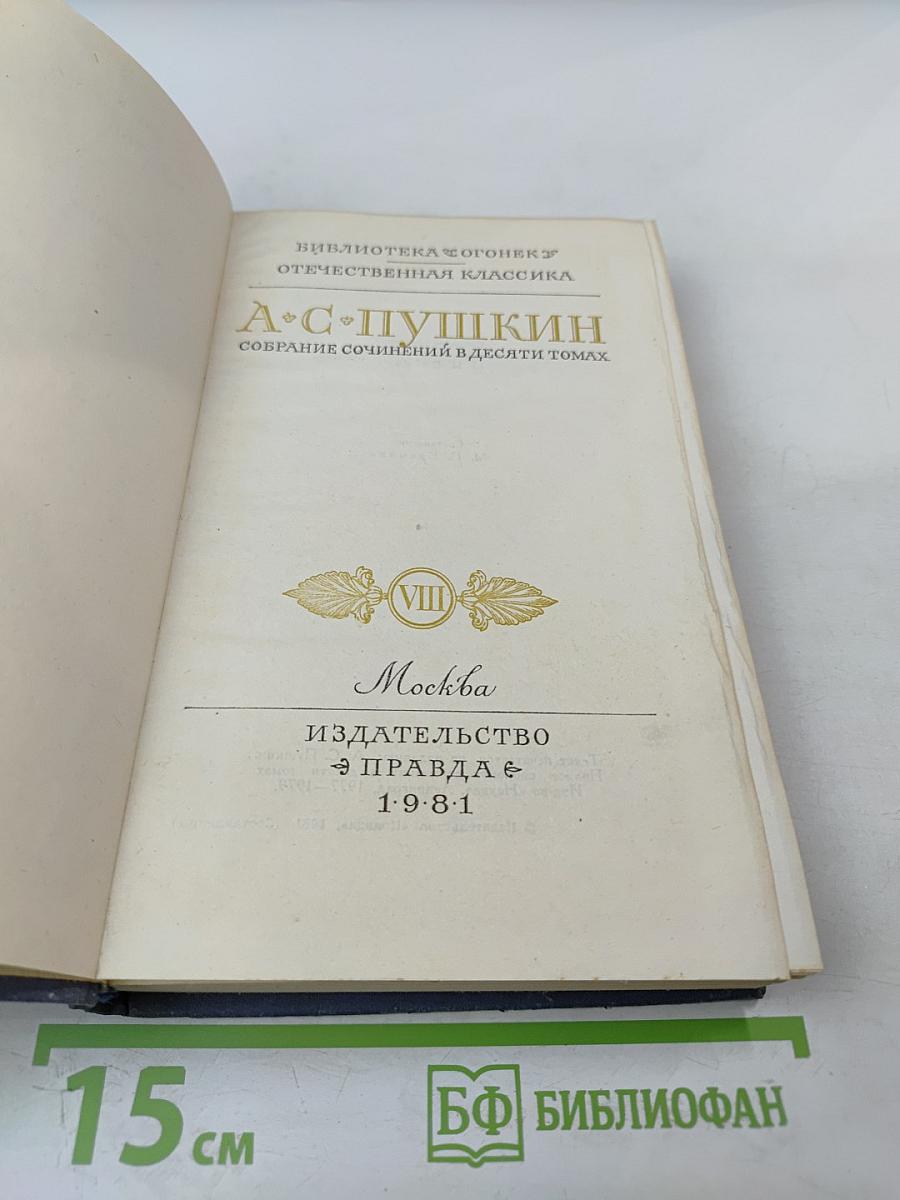 БИБЛИОТЕКА «ОГОНЕК»
ОТЕЧЕСТВЕННАЯ КЛАССИКА
А·С·ПУШКИН
СОБРАНИЕ СОЧИНЕНИЙ В ДЕСЯТИ ТОМАХ
VIII
Москва
ИЗДАТЕЛЬСТВО
ПРАВДА
1·9·8·1
15 см
БФ БИБЛИОФАН